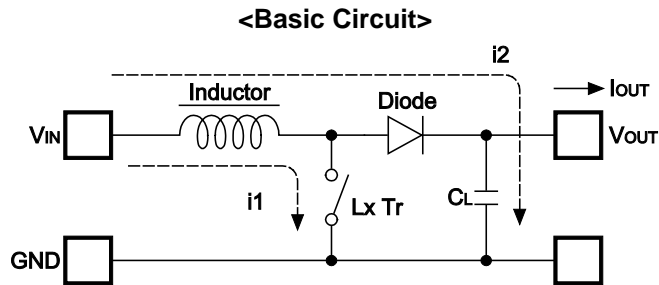 <Basic Circuit>
i2
Inductor
Diode
IOUT
VIN
VOUT
i1
Lx Tr
CL
GND